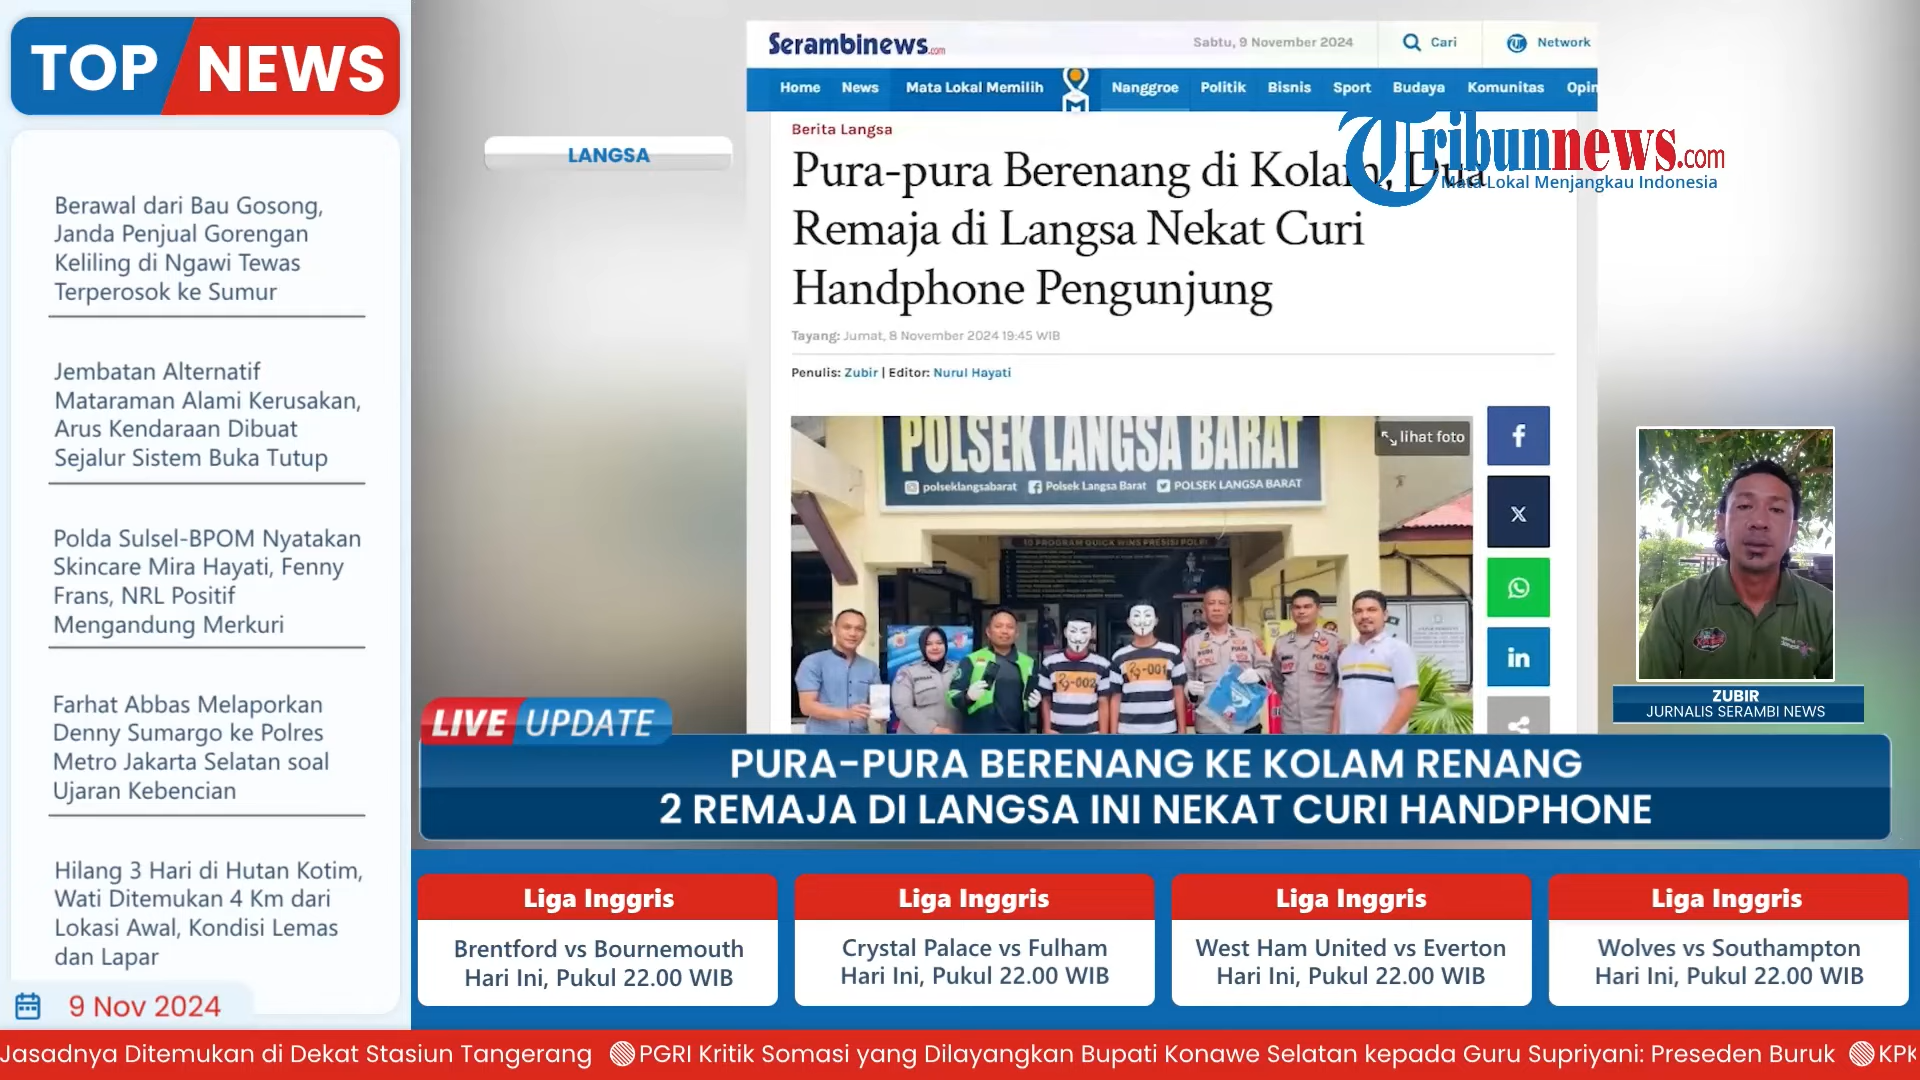 TOP NEWS
Berawal dari Bau Gosong,
Janda Penjual Gorengan
Keliling di Ngawi Tewas
Terperosok ke Sumur
Jembatan Alternatif
Mataraman Alami Kerusakan,
Arus Kendaraan Dibuat
Sejalur Sistem Buka Tutup
Polda Sulsel-BPOM Nyatakan
Skincare Mira Hayati, Fenny
Frans, NRL Positif
Mengandung Merkuri
Farhat Abbas Melaporkan
Denny Sumargo ke Polres
Metro Jakarta Selatan soal
Ujaran Kebencian
Hilang 3 Hari di Hutan Kotim,
Wati Ditemukan 4 Km dari
Lokasi Awal, Kondisi Lemas
dan Lapar
9 Nov 2024
LANGSA
Serambinews.com
Sabtu, 9 November 2024
Cari
Network
Home News Mata Lokal Memilih Nanggroe Politik Bisnis Sport Budaya Komunitas Opin
Tribunnews.com
Mata Lokal Menjangkau Indonesia
Berita Langsa
Pura-pura Berenang di Kolam, Dua
Remaja di Langsa Nekat Curi
Handphone Pengunjung
Tayang: Jumat, 8 November 2024 19:45 WIB
Penulis: Zubir | Editor: Nurul Hayati
lihat foto
POLSEK LANGSA BARAT
polseklangsabarat Polsek Langsa Barat POLSEK LANGSA BARAT
10 PROGRAM QUICK WINS PRESISI POLRI
002
001
ZUBIR
JURNALIS SERAMBI NEWS
LIVE UPDATE
PURA-PURA BERENANG KE KOLAM RENANG
2 REMAJA DI LANGSA INI NEKAT CURI HANDPHONE
Liga Inggris
Brentford vs Bournemouth
Hari Ini, Pukul 22.00 WIB
Liga Inggris
Crystal Palace vs Fulham
Hari Ini, Pukul 22.00 WIB
Liga Inggris
West Ham United vs Everton
Hari Ini, Pukul 22.00 WIB
Liga Inggris
Wolves vs Southampton
Hari Ini, Pukul 22.00 WIB
Jasadnya Ditemukan di Dekat Stasiun Tangerang PGRI Kritik Somasi yang Dilayangkan Bupati Konawe Selatan kepada Guru Supriyani: Preseden Buruk KPK